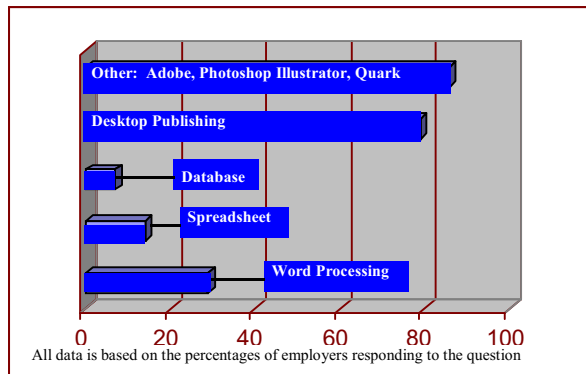 Other:  Adobe, Photoshop Illustrator, Quark
Desktop Publishing
Database
Spreadsheet
Word Processing
0 20 40 60 80 100
All data is based on the percentages of employers responding to the question